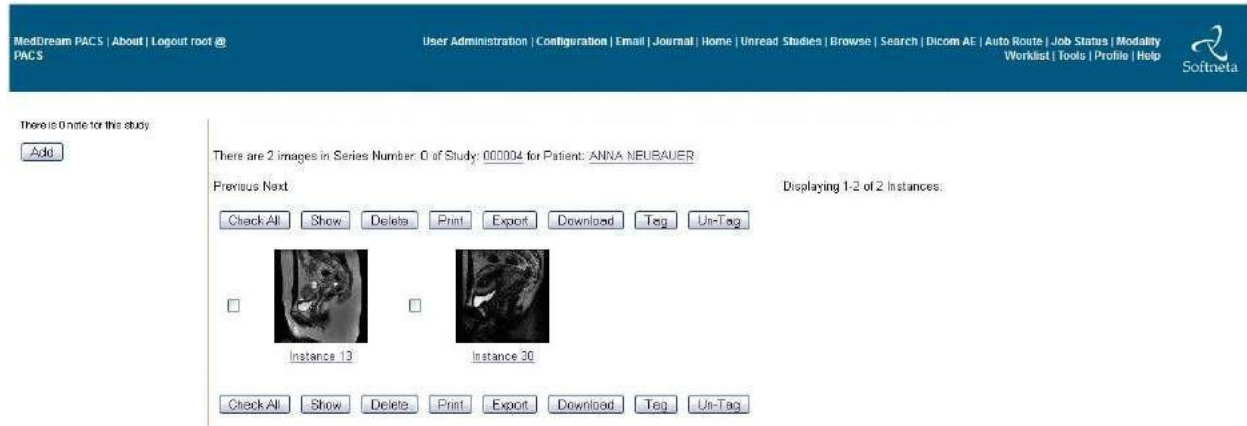 MedDream PACS | About | Logout root @
PACS
User Administration | Configuration | Email | Journal | Home | Unread Studies | Browse | Search | Dicom AE | Auto Route | Job Status | Modality
Worklist | Tools | Profile | Help
Softneta
There is 0 note for this study
Add
There are 2 images in Series Number: 0 of Study: 000004 for Patient: ANNA NEUBAUER
Previous Next
Displaying 1-2 of 2 Instances:
Check All Show Delete Print Export Download Tag Un-Tag
Instance 13
Instance 30
Check All Show Delete Print Export Download Tag Un-Tag